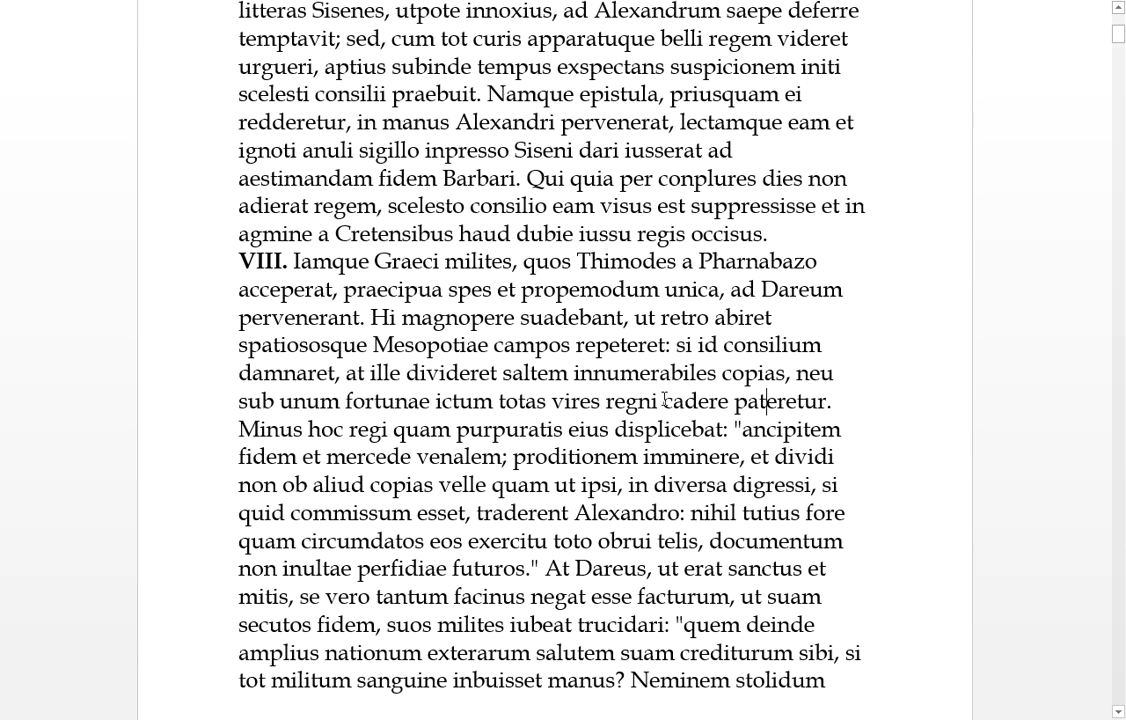 litteras Sisenes, utpote innoxius, ad Alexandrum saepe deferre
temptavit; sed, cum tot curis apparatuque belli regem videret
urgueri, aptius subinde tempus exspectans suspicionem initi
scelesti consilii praebuit. Namque epistula, priusquam ei
redderetur, in manus Alexandri pervenerat, lectamque eam et
ignoti anuli sigillo inpresso Siseni dari iusserat ad
aestimandam fidem Barbari. Qui quia per conplures dies non
adierat regem, scelesto consilio eam visus est suppressisse et in
agmine a Cretensibus haud dubie iussu regis occisus.
VIII. Iamque Graeci milites, quos Thimodes a Pharnabazo
acceperat, praecipua spes et propemodum unica, ad Dareum
pervenerant. Hi magnopere suadebant, ut retro abiret
spatiososque Mesopotiae campos repeteret: si id consilium
damnaret, at ille divideret saltem innumerabiles copias, neu
sub unum fortunae ictum totas vires regni cadere pateretur.
Minus hoc regi quam purpuratis eius displicebat: "ancipitem
fidem et mercede venalem; proditionem imminere, et dividi
non ob aliud copias velle quam ut ipsi, in diversa digressi, si
quid commissum esset, traderent Alexandro: nihil tutius fore
quam circumdatos eos exercitu toto obrui telis, documentum
non inultae perfidiae futuros." At Dareus, ut erat sanctus et
mitis, se vero tantum facinus negat esse facturum, ut suam
secutos fidem, suos milites iubeat trucidari: "quem deinde
amplius nationum exterarum salutem suam crediturum sibi, si
tot militum sanguine inbuisset manus? Neminem stolidum